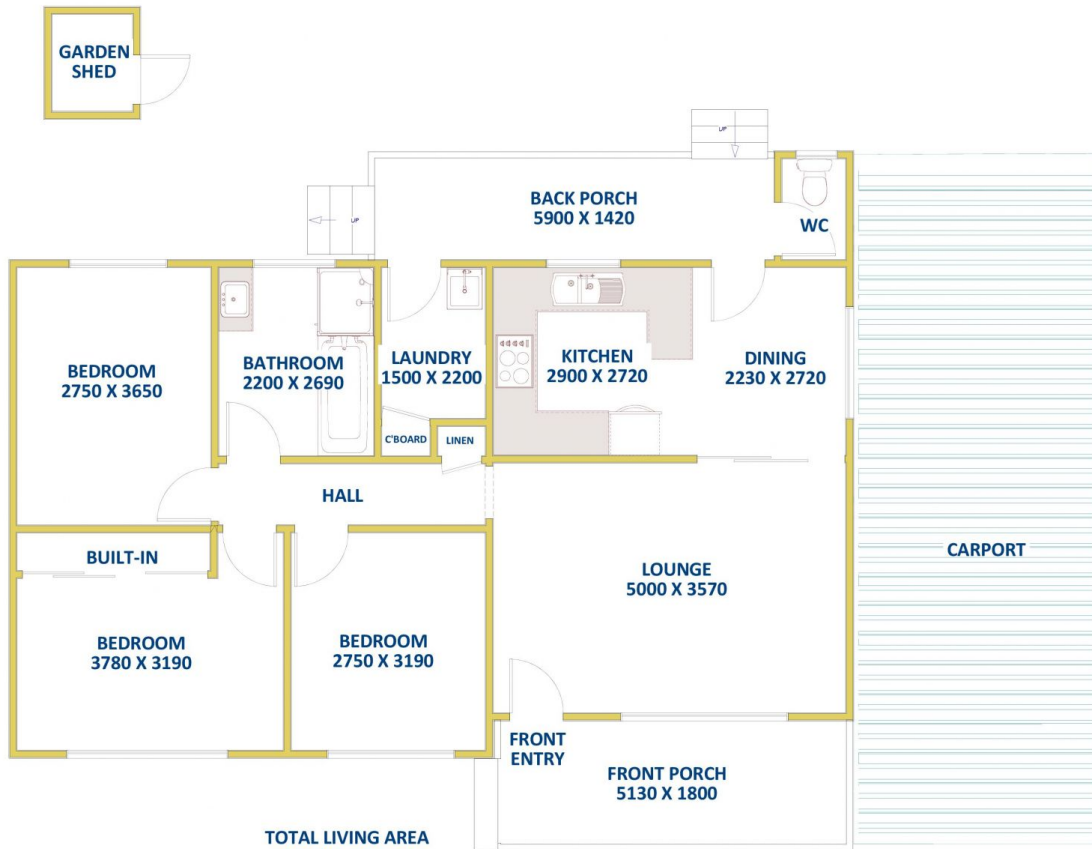 GARDEN
SHED
UP
BACK PORCH
5900 X 1420
WC
UP
BEDROOM
2750 X 3650
BATHROOM
2200 X 2690
LAUNDRY
1500 X 2200
KITCHEN
2900 X 2720
DINING
2230 X 2720
C'BOARD
LINEN
HALL
BUILT-IN
LOUNGE
5000 X 3570
CARPORT
BEDROOM
3780 X 3190
BEDROOM
2750 X 3190
FRONT
ENTRY
FRONT PORCH
5130 X 1800
TOTAL LIVING AREA